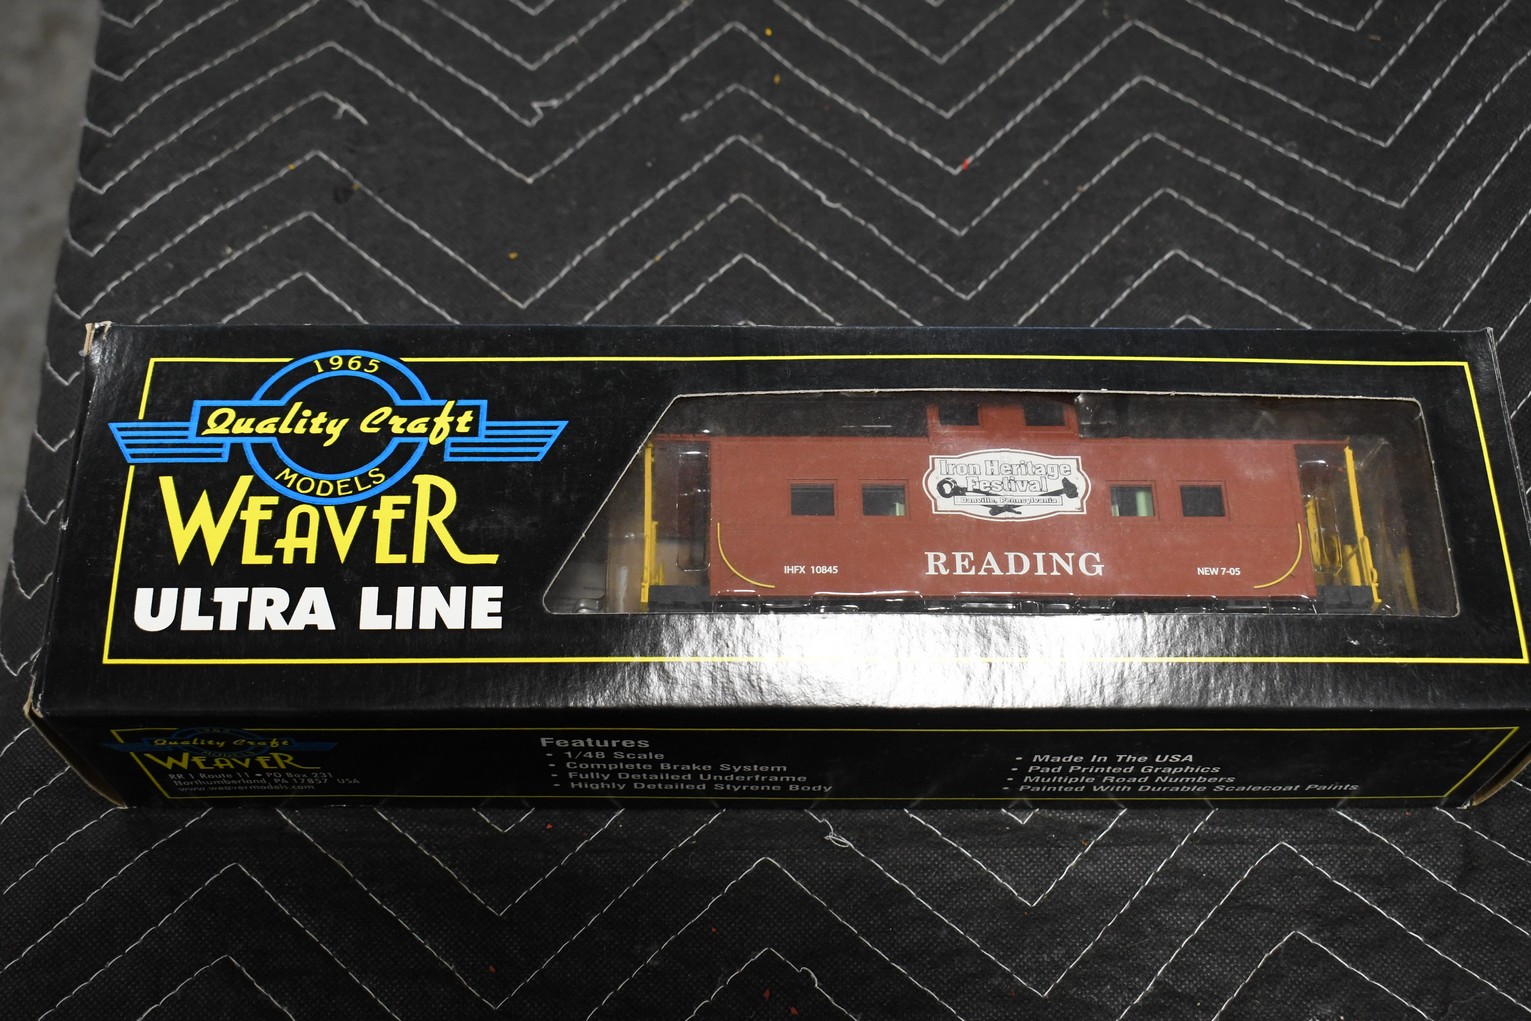 1965
Quality Craft
MODELS
WEAVER
ULTRA LINE
Iron Heritage
Festival
Danville, Pennsylvania
READING
IHFX 10845
NEW 7-05
Quality Craft
WEAVER
RR 1 Route 11 • PO Box 231
Northumberland, PA 17857 USA
www.weavermodels.com
Features
• 1/48 Scale
• Complete Brake System
• Fully Detailed Underframe
• Highly Detailed Styrene Body
• Made In The USA
• Pad Printed Graphics
• Multiple Road Numbers
• Painted With Durable Scalecoat Paints